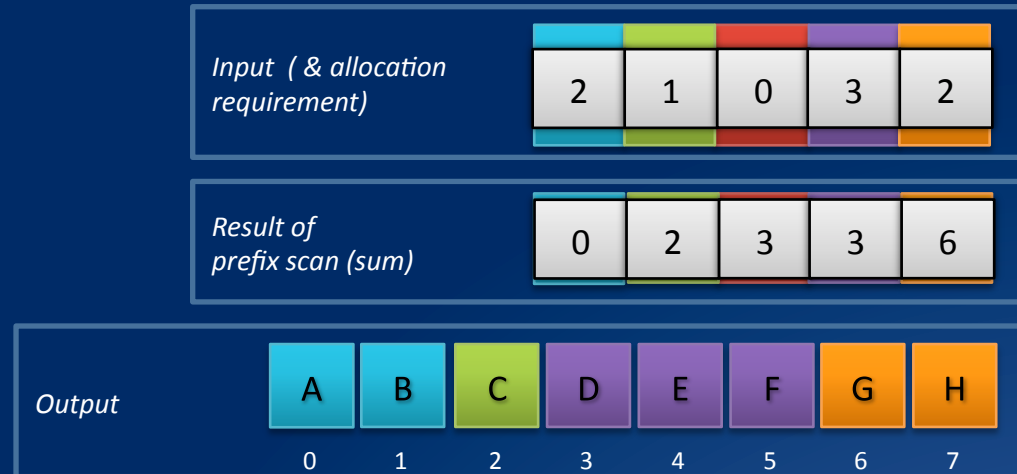 Input ( & allocation
requirement)
2 1 0 3 2
Result of
prefix scan (sum)
0 2 3 3 6
Output
A B C D E F G H
0 1 2 3 4 5 6 7